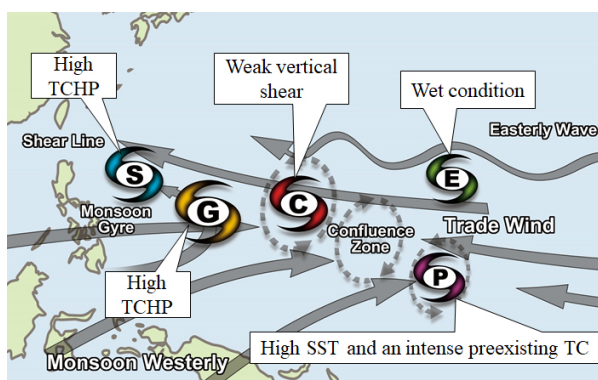 High
TCHP
Weak vertical
shear
Wet condition
Easterly Wave
Shear Line
S
E
Monsoon
Gyre
G
C
Confluence
Zone
Trade Wind
High
TCHP
P
High SST and an intense preexisting TC
Monsoon Westerly